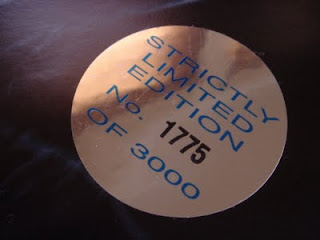 STRICTLY
LIMITED
EDITION
No. 1775
OF 3000